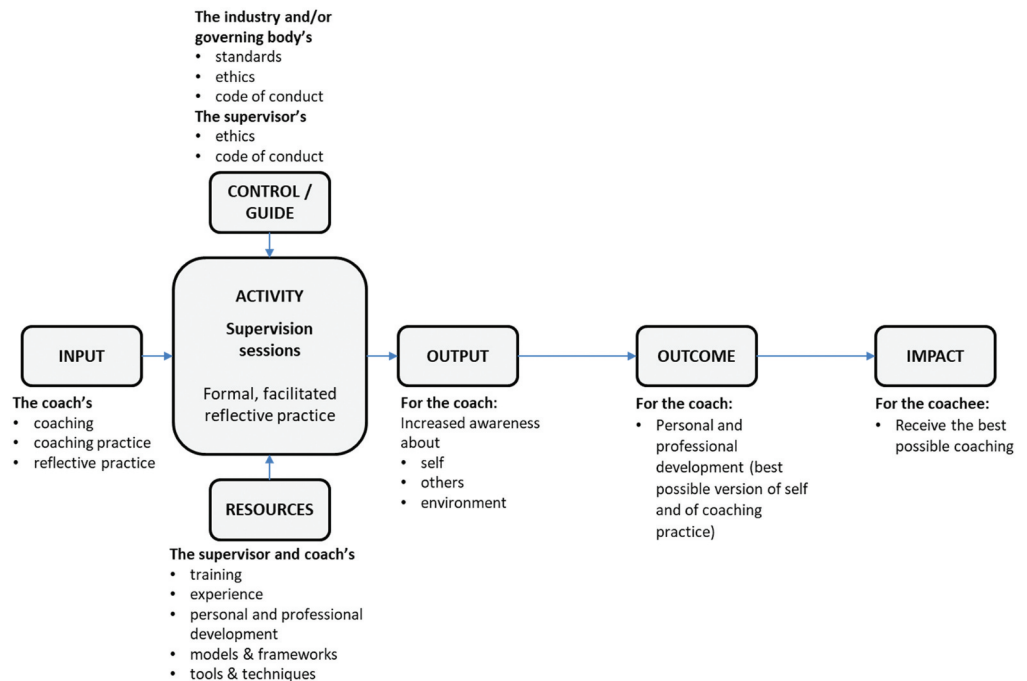 The industry and/or
governing body's
• standards
• ethics
• code of conduct
The supervisor's
• ethics
• code of conduct
CONTROL /
GUIDE
ACTIVITY
Supervision
sessions
Formal, facilitated
reflective practice
INPUT
The coach's
• coaching
• coaching practice
• reflective practice
RESOURCES
The supervisor and coach's
• training
• experience
• personal and professional
development
• models & frameworks
• tools & techniques
OUTPUT
For the coach:
Increased awareness
about
• self
• others
• environment
OUTCOME
For the coach:
• Personal and
professional
development (best
possible version of self
and of coaching
practice)
IMPACT
For the coachee:
• Receive the best
possible coaching